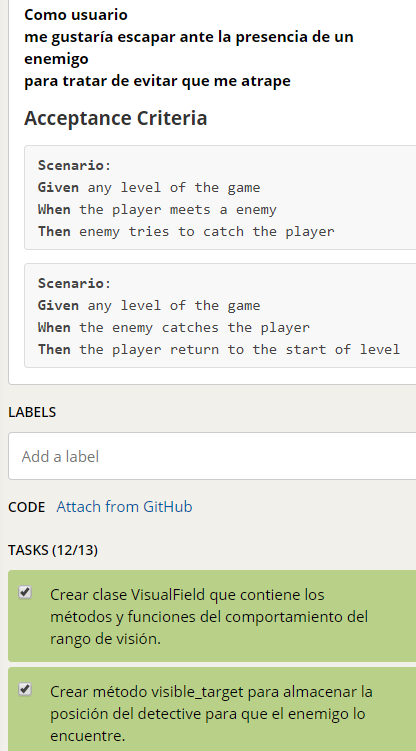 Como usuario
me gustaría escapar ante la presencia de un
enemigo
para tratar de evitar que me atrape
Acceptance Criteria
Scenario:
Given any level of the game
When the player meets a enemy
Then enemy tries to catch the player
Scenario:
Given any level of the game
When the enemy catches the player
Then the player return to the start of level
LABELS
Add a label
CODE Attach from GitHub
TASKS (12/13)
Crear clase VisualField que contiene los
métodos y funciones del comportamiento del
rango de visión.
Crear método visible_target para almacenar la
posición del detective para que el enemigo lo
encuentre.